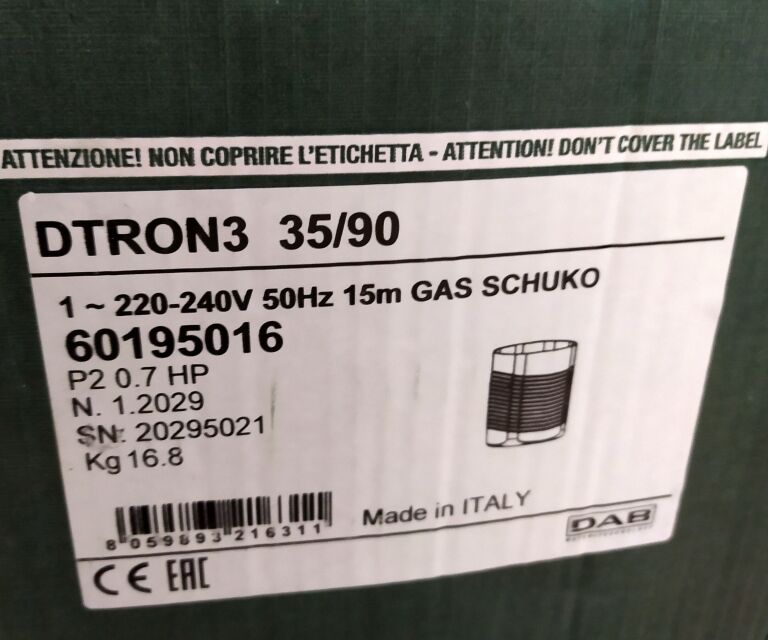 ATTENZIONE! NON COPRIRE L'ETICHETTA - ATTENTION! DON'T COVER THE LABEL
DTRON3 35/90
1 ~ 220-240V 50Hz 15m GAS SCHUKO
60195016
P2 0.7 HP
N. 1.2029
SN: 20295021
Kg 16.8
8 059893 216311
Made in ITALY
DAB
CE EAC